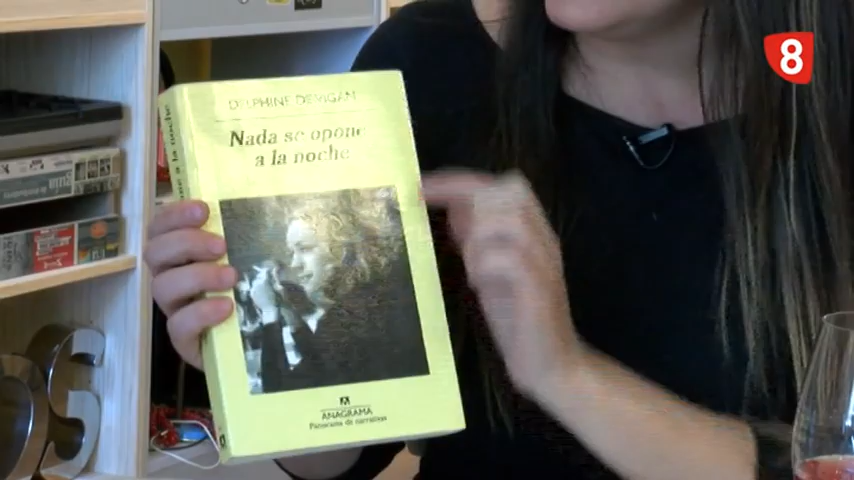 8
DELPHINE DE VIGAN
Nada se opone
a la noche
ANAGRAMA
Panorama de narrativas